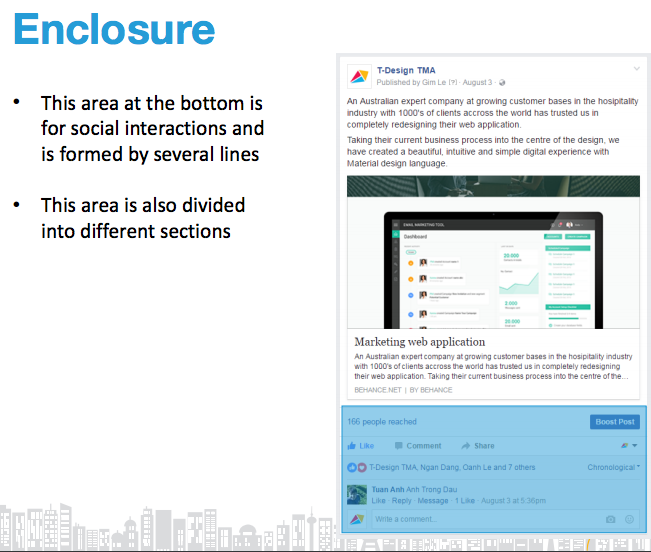 Enclosure
• This area at the bottom is
for social interactions and
is formed by several lines
• This area is also divided
into different sections
T-Design TMA
Published by Gim Le [?] · August 3 ·
An Australian expert company at growing customer bases in the hospitality
industry with 1000's of clients accross the world has trusted us in
completely redesigning their web application.
Taking their current business process into the centre of the design, we
have created a beautiful, intuitive and simple digital experience with
Material design language.
EMAIL MARKETING TOOL
Dashboard
20 000
3 000
Marketing web application
An Australian expert company at growing customer bases in the hosipitality industry
with 1000's of clients accross the world has trusted us in completely redesigning
their web application. Taking their current business process into the centre of the…
BEHANCE.NET | BY BEHANCE
166 people reached
Boost Post
Like Comment Share
T-Design TMA, Ngan Dang, Oanh Le and 7 others
Chronological
Tuan Anh Anh Trong Dau
Like · Reply · Message · 1 Like · August 3 at 5:36pm
Write a comment...